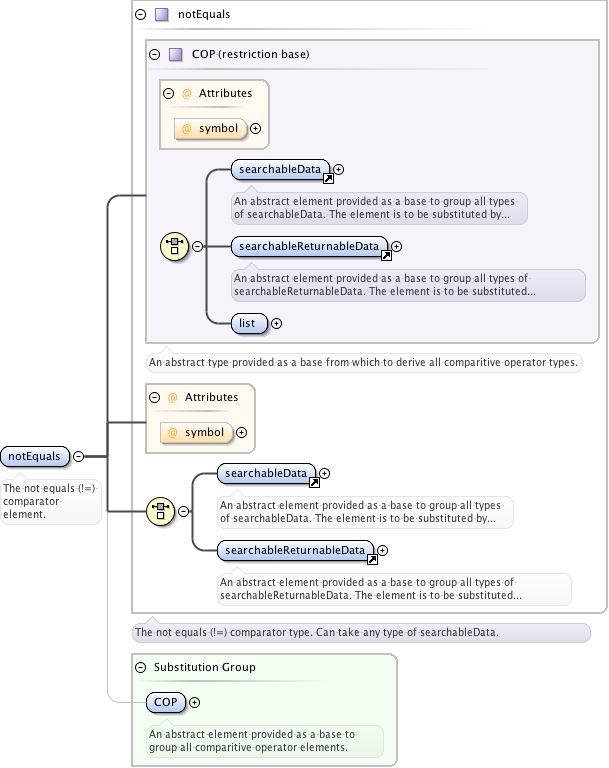 notEquals
COP (restriction base)
@ Attributes
@ symbol
searchableData
An abstract element provided as a base to group all types
of searchableData. The element is to be substituted by...
searchableReturnableData
An abstract element provided as a base to group all types of
searchableReturnableData. The element is to be substituted...
list
An abstract type provided as a base from which to derive all comparitive operator types.
@ Attributes
@ symbol
notEquals
The not equals (!=)
comparator
element.
searchableData
An abstract element provided as a base to group all types
of searchableData. The element is to be substituted by...
searchableReturnableData
An abstract element provided as a base to group all types of
searchableReturnableData. The element is to be substituted...
The not equals (!=) comparator type. Can take any type of searchableData.
Substitution Group
COP
An abstract element provided as a base to
group all comparitive operator elements.